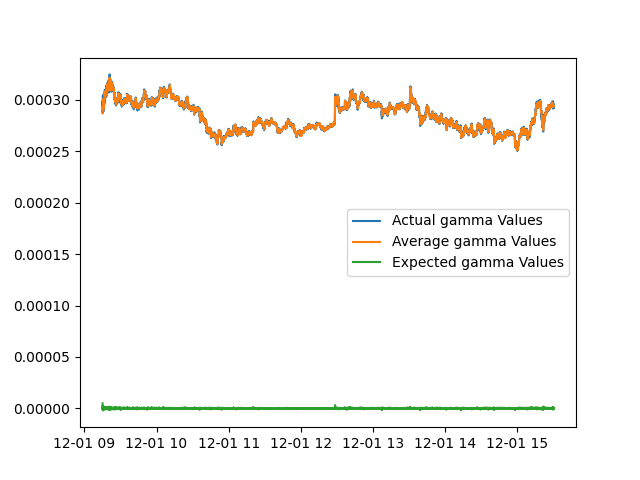 0.00030
0.00025
0.00020
0.00015
0.00010
0.00005
0.00000
Actual gamma Values
Average gamma Values
Expected gamma Values
12-01 09 12-01 10 12-01 11 12-01 12 12-01 13 12-01 14 12-01 15